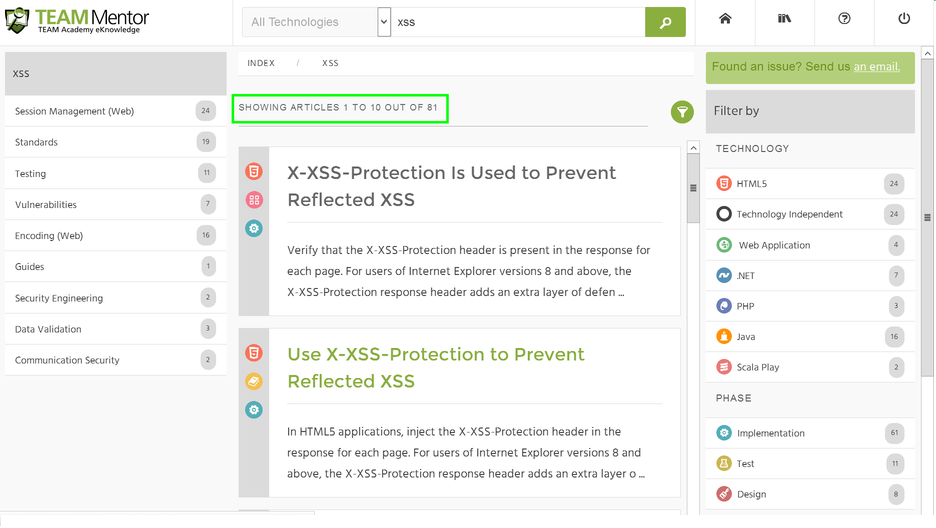 TEAM Mentor
TEAM Academy eKnowledge
All Technologies
xss
XSS
Session Management (Web) 24
Standards 19
Testing 11
Vulnerabilities 7
Encoding (Web) 16
Guides 1
Security Engineering 2
Data Validation 3
Communication Security 2
INDEX / XSS
SHOWING ARTICLES 1 TO 10 OUT OF 81
X-XSS-Protection Is Used to Prevent
Reflected XSS
Verify that the X-XSS-Protection header is present in the response for
each page. For users of Internet Explorer versions 8 and above, the
X-XSS-Protection response header adds an extra layer of defen ...
Use X-XSS-Protection to Prevent
Reflected XSS
In HTML5 applications, inject the X-XSS-Protection header in the
response for each page. For users of Internet Explorer versions 8 and
above, the X-XSS-Protection response header adds an extra layer o ...
Found an issue? Send us an email.
Filter by
TECHNOLOGY
HTML5 24
Technology Independent 24
Web Application 4
.NET 7
PHP 3
Java 16
Scala Play 2
PHASE
Implementation 61
Test 11
Design 8